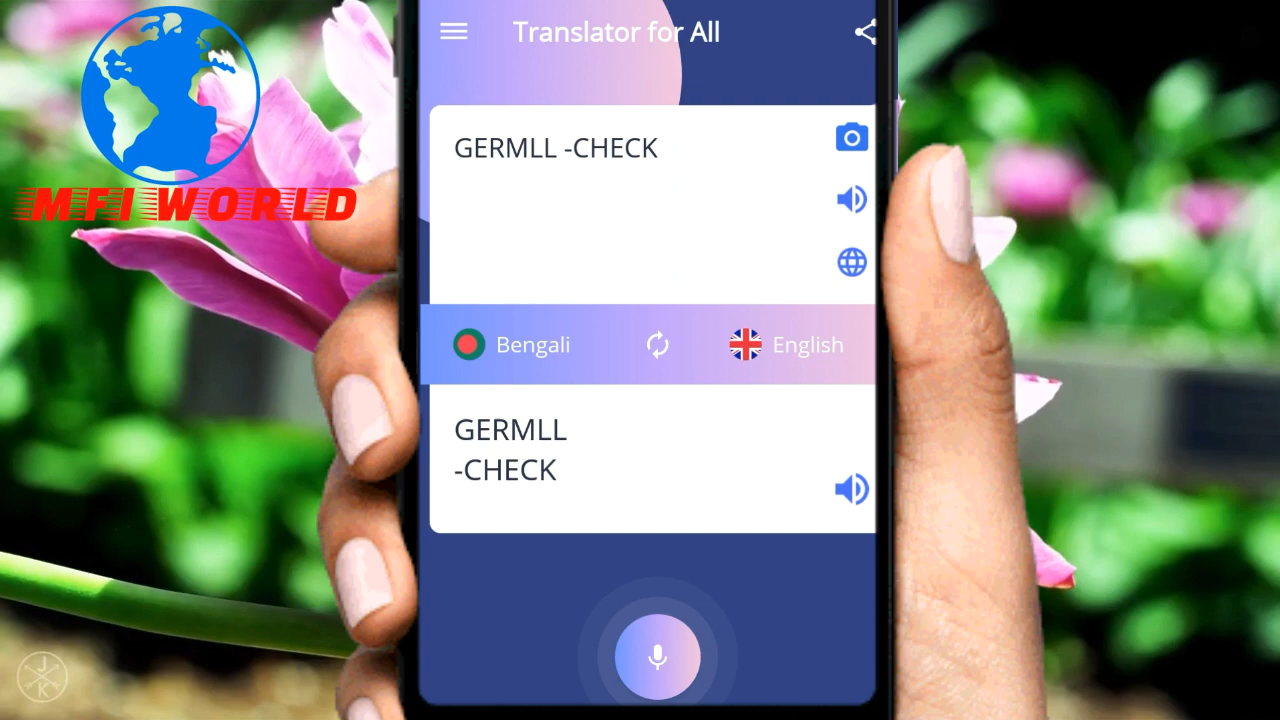 MFI WORLD
Translator for All
GERMLL -CHECK
Bengali
English
GERMLL
-CHECK
J
K